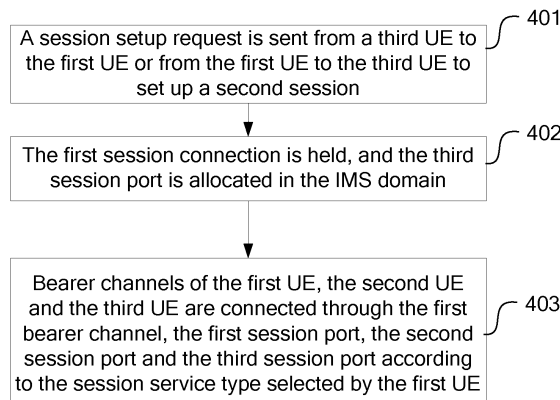 401
A session setup request is sent from a third UE to
the first UE or from the first UE to the third UE to
set up a second session
402
The first session connection is held, and the third
session port is allocated in the IMS domain
Bearer channels of the first UE, the second UE
and the third UE are connected through the first
bearer channel, the first session port, the second
session port and the third session port according
to the session service type selected by the first UE
403